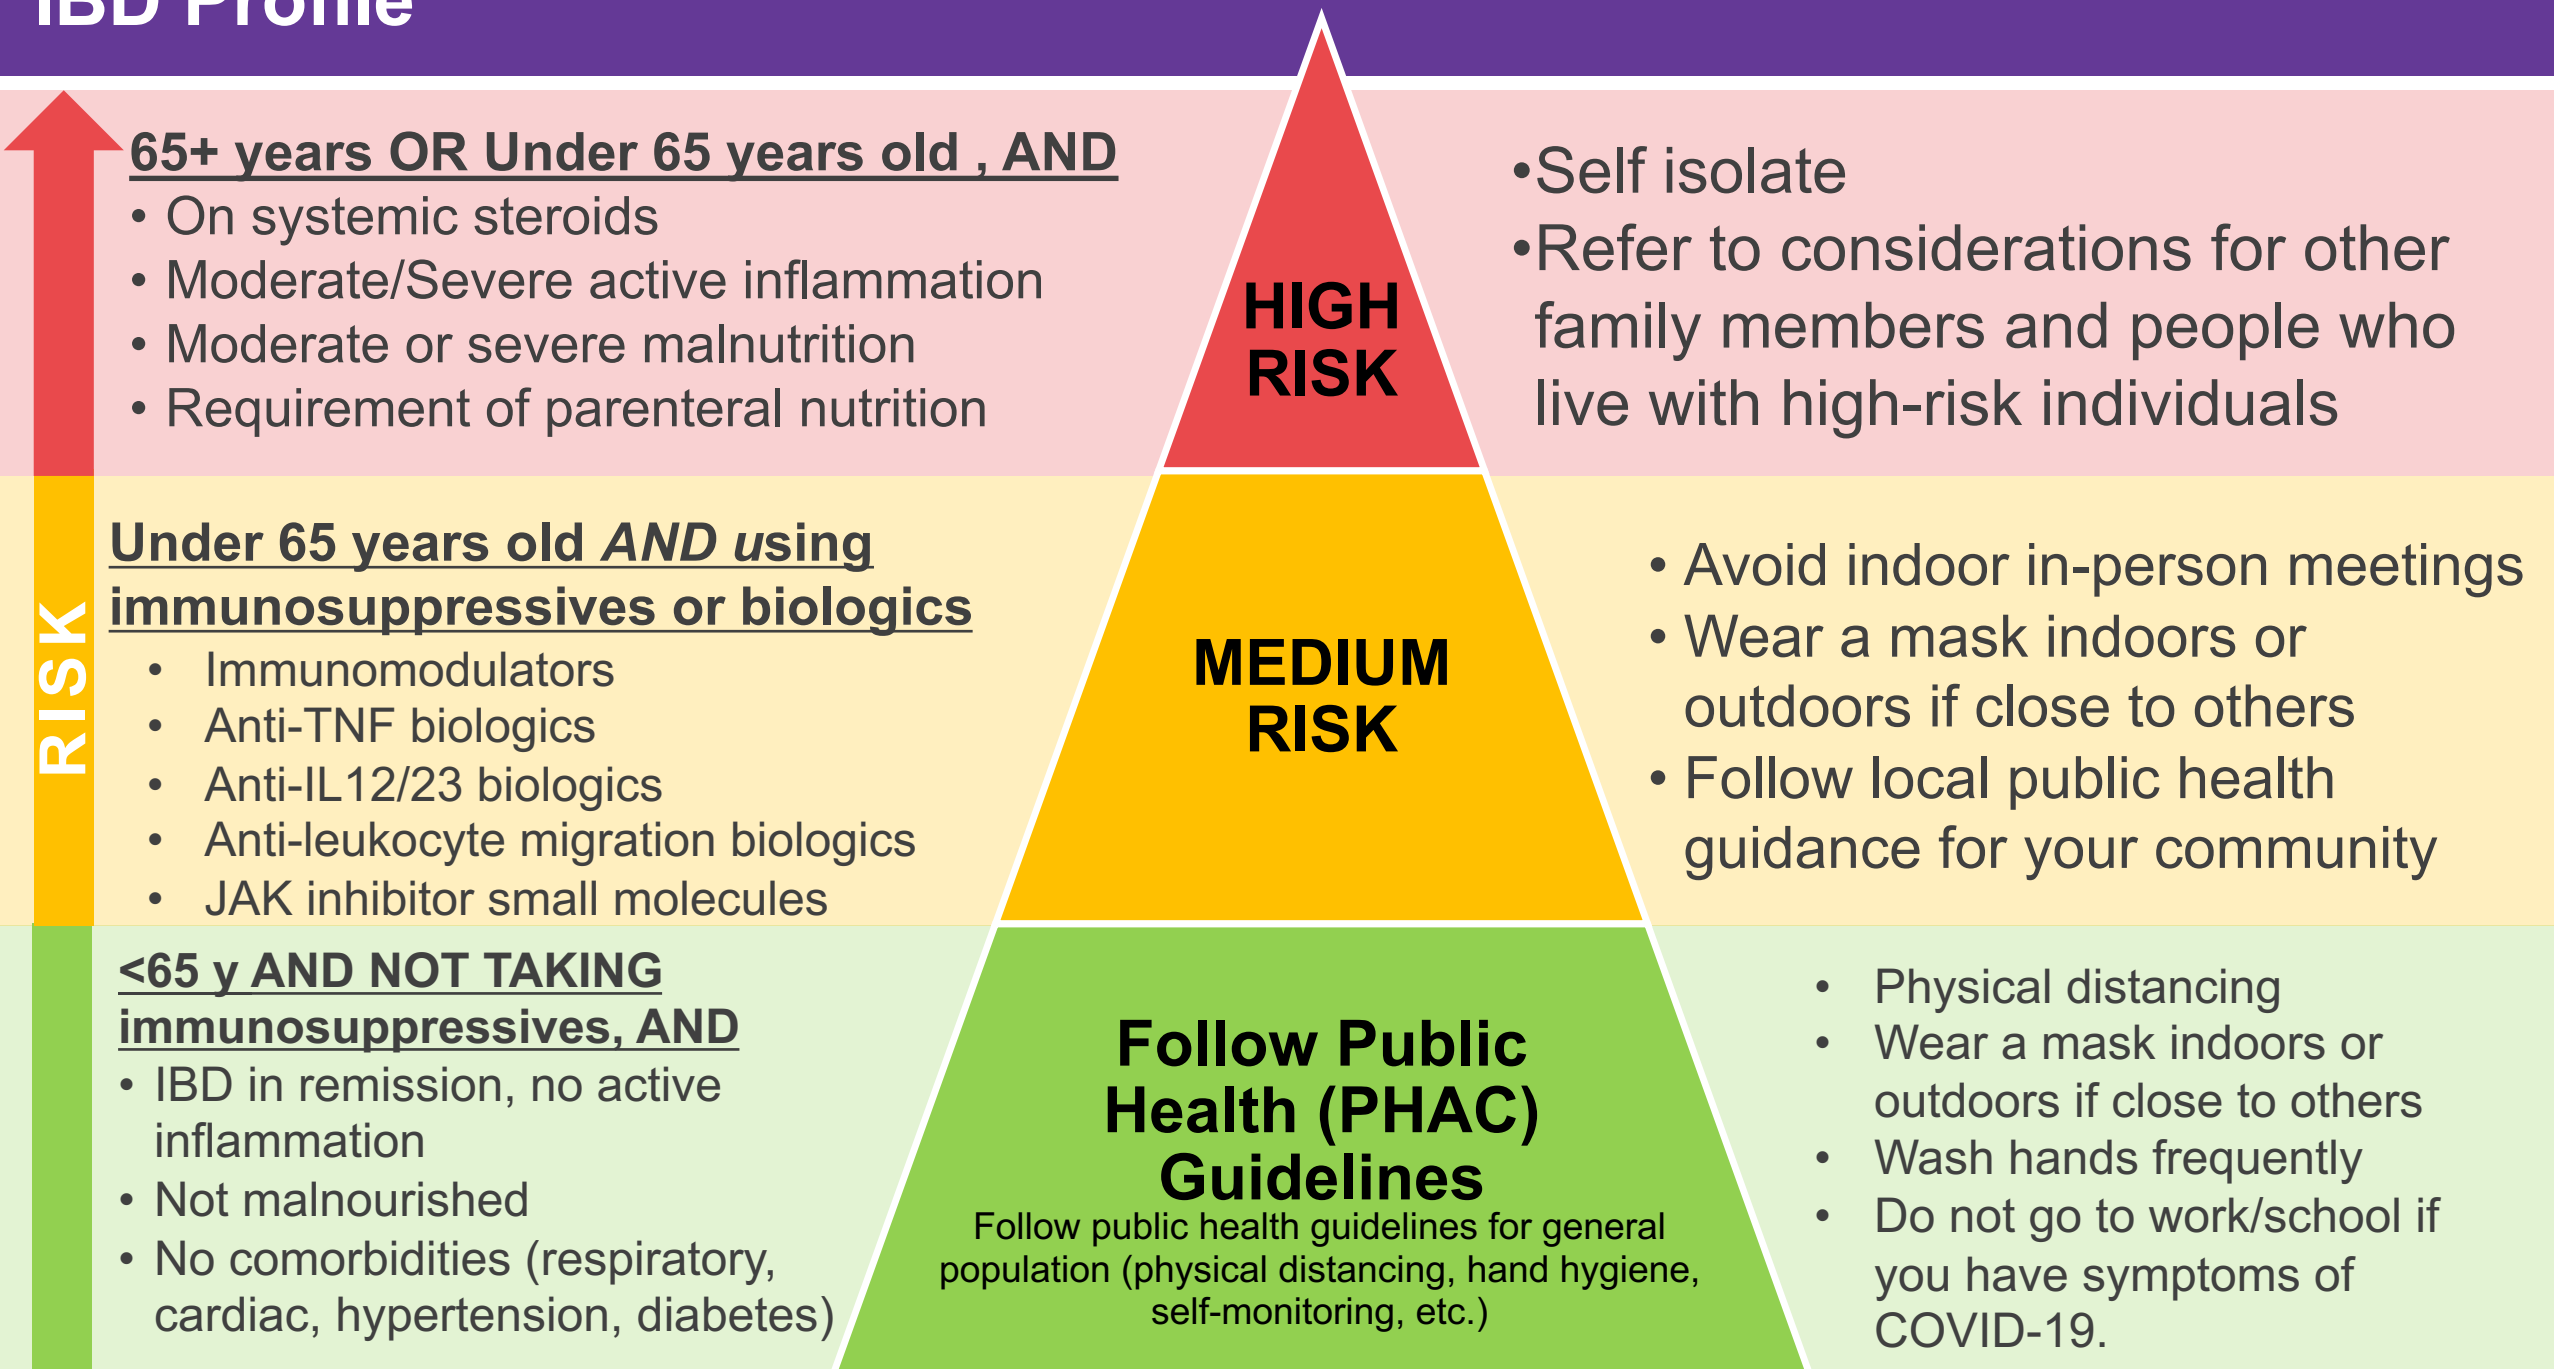 IBD Profile
65+ years OR Under 65 years old , AND
• On systemic steroids
• Moderate/Severe active inflammation
• Moderate or severe malnutrition
• Requirement of parenteral nutrition
HIGH
RISK
•Self isolate
•Refer to considerations for other
family members and people who
live with high-risk individuals
RISK
Under 65 years old AND using
immunosuppressives or biologics
• Immunomodulators
• Anti-TNF biologics
• Anti-IL12/23 biologics
• Anti-leukocyte migration biologics
• JAK inhibitor small molecules
MEDIUM
RISK
• Avoid indoor in-person meetings
• Wear a mask indoors or
outdoors if close to others
• Follow local public health
guidance for your community
<65 y AND NOT TAKING
immunosuppressives, AND
• IBD in remission, no active
inflammation
• Not malnourished
• No comorbidities (respiratory,
cardiac, hypertension, diabetes)
Follow Public
Health (PHAC)
Guidelines
Follow public health guidelines for general
population (physical distancing, hand hygiene,
self-monitoring, etc.)
• Physical distancing
• Wear a mask indoors or
outdoors if close to others
• Wash hands frequently
• Do not go to work/school if
you have symptoms of
COVID-19.